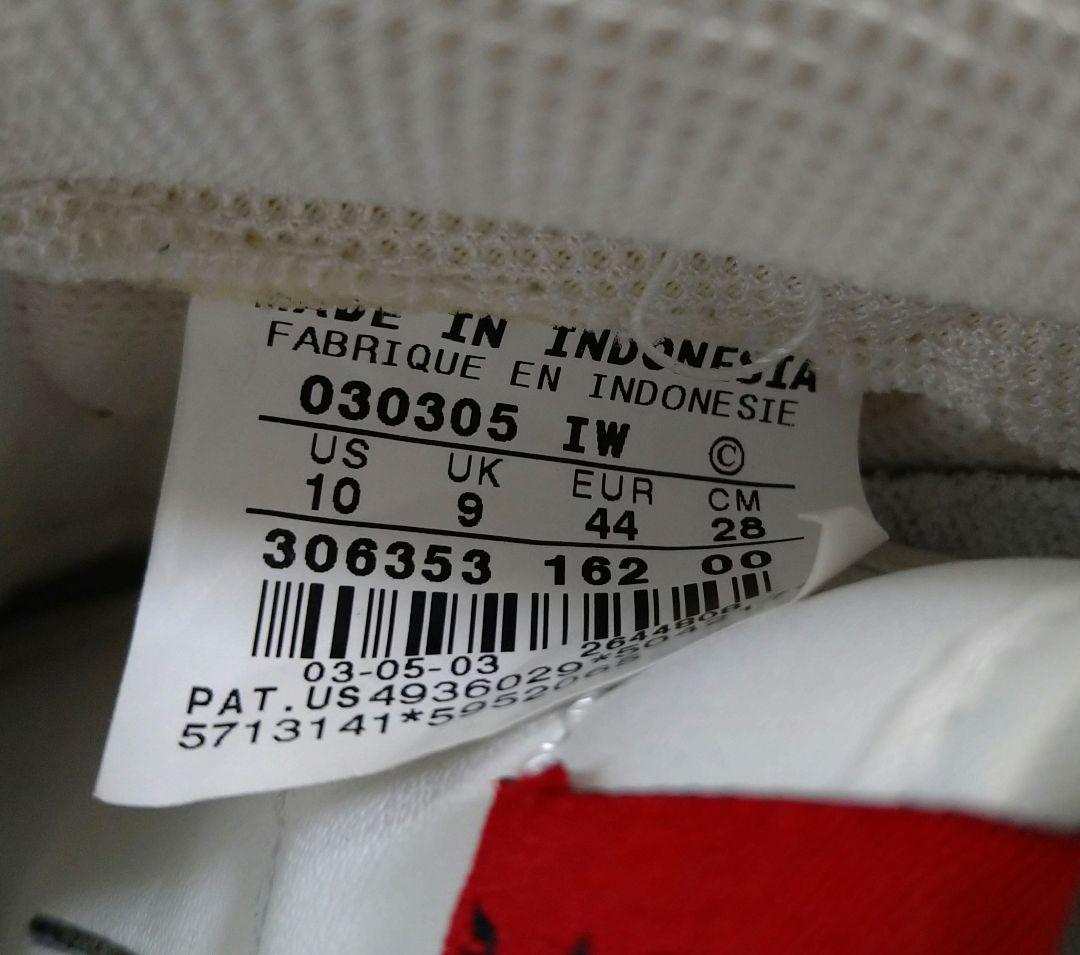 MADE IN INDONESIA
FABRIQUE EN INDONESIE
030305 IW ©
US UK EUR CM
10 9 44 28
306353 162 00
03-05-03
PAT.US4936029*
5713141*